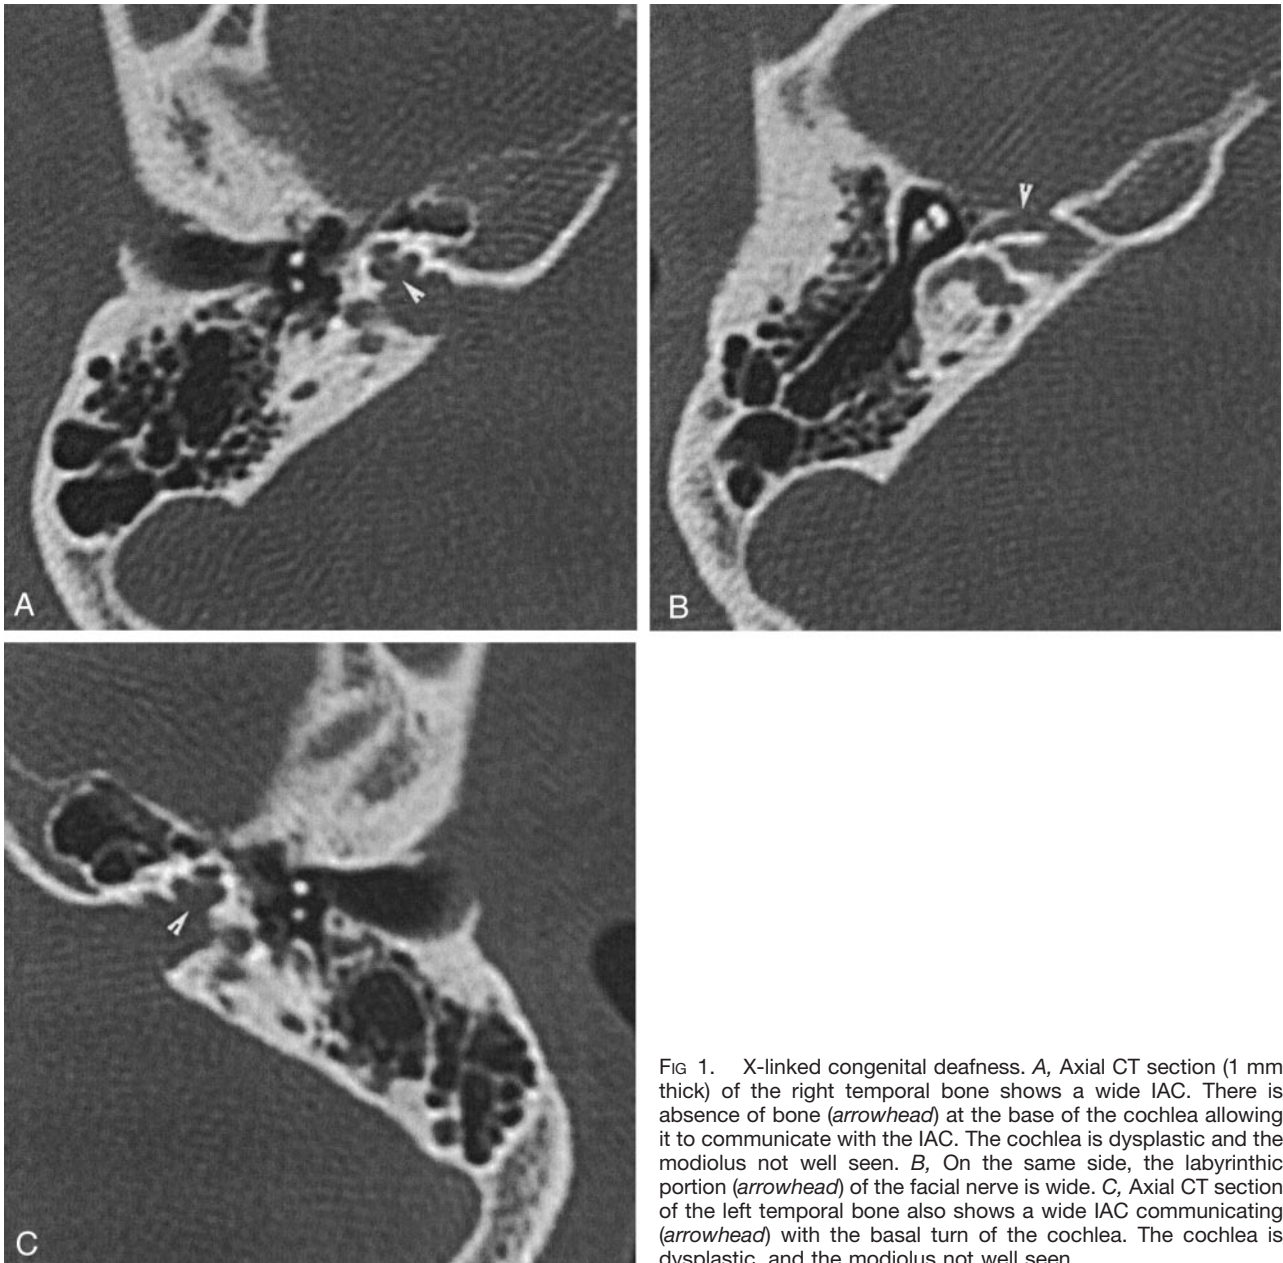 A
B
C
FIG 1. X-linked congenital deafness. A, Axial CT section (1 mm
thick) of the right temporal bone shows a wide IAC. There is
absence of bone (arrowhead) at the base of the cochlea allowing
it to communicate with the IAC. The cochlea is dysplastic and the
modiolus not well seen. B, On the same side, the labyrinthic
portion (arrowhead) of the facial nerve is wide. C, Axial CT section
of the left temporal bone also shows a wide IAC communicating
(arrowhead) with the basal turn of the cochlea. The cochlea is
dysplastic, and the modiolus not well seen.